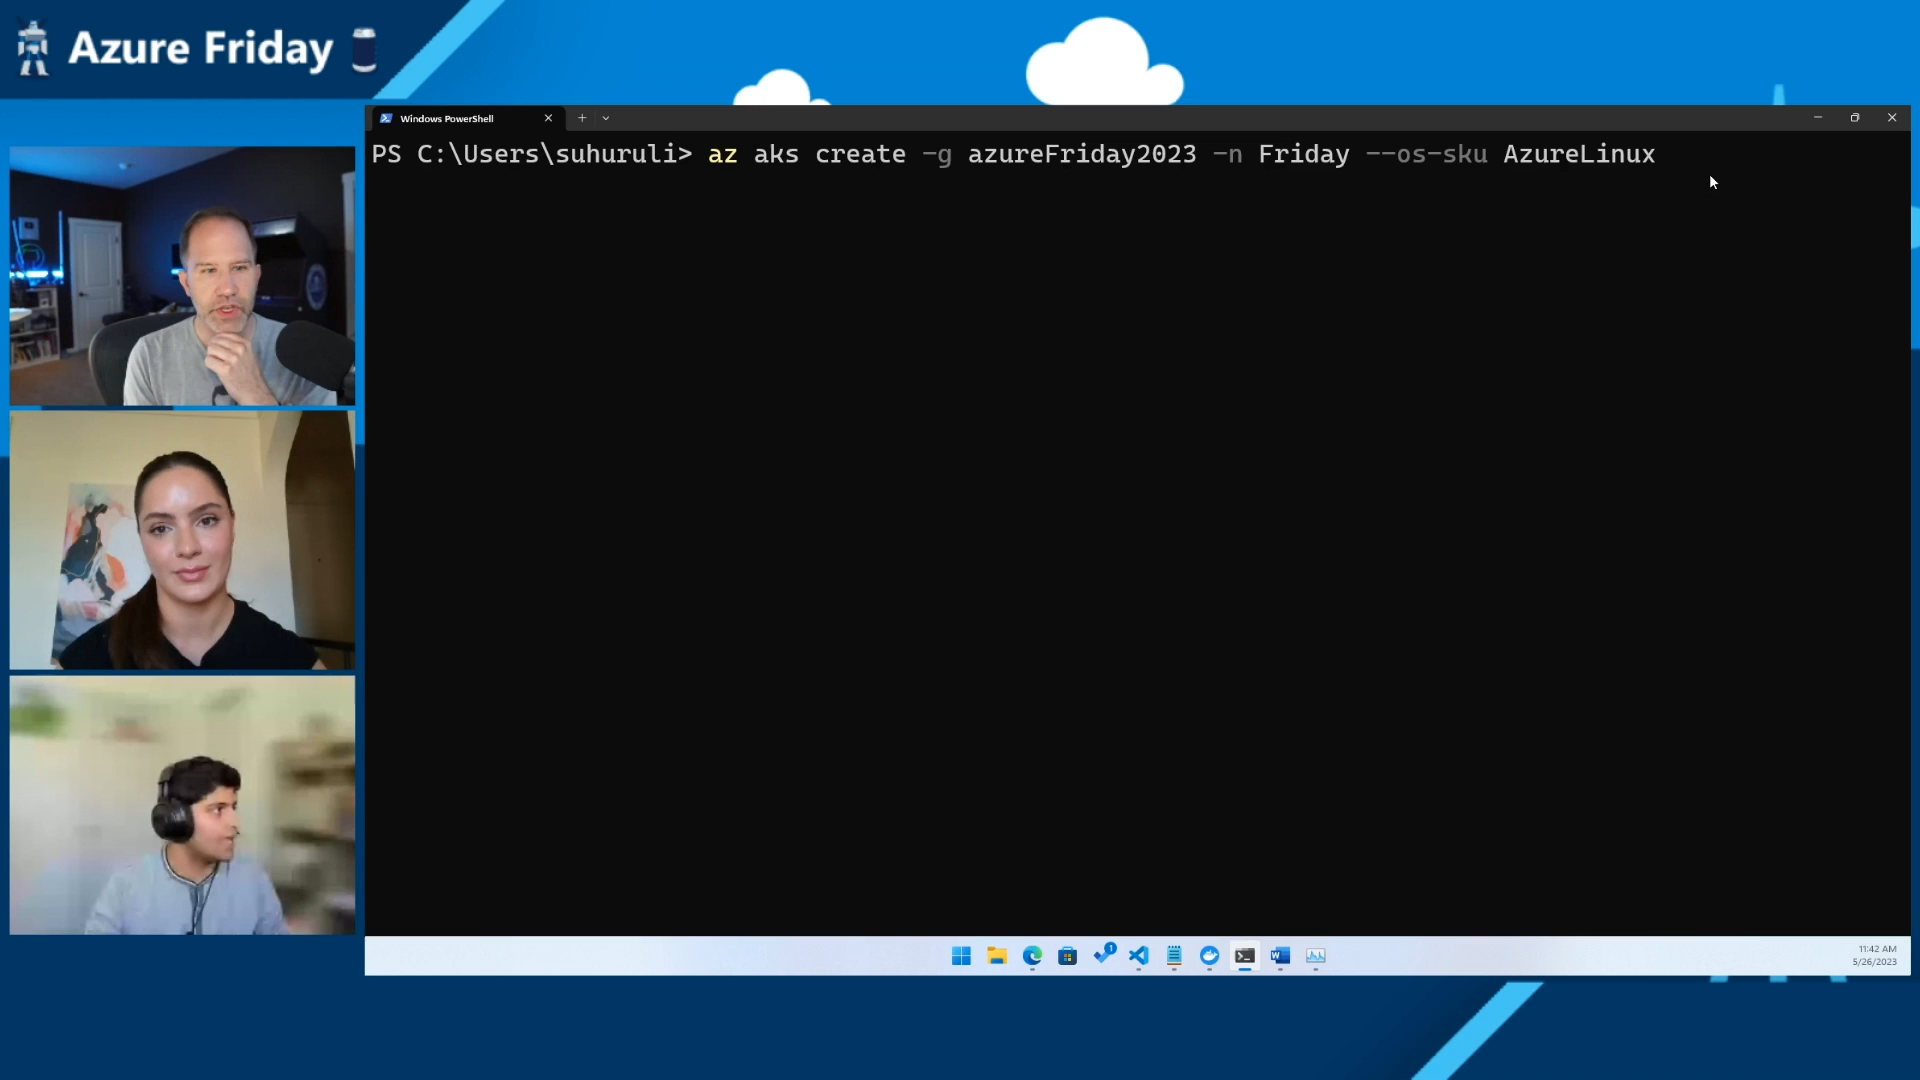 Azure Friday
Windows PowerShell
PS C:\Users\suhuruli> az aks create -g azureFriday2023 -n Friday --os-sku AzureLinux
1
11:42 AM
5/26/2023